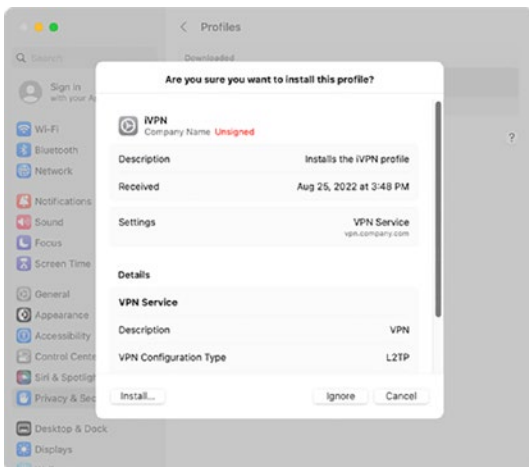 Profiles
Search
Downloaded
Sign in
with your Ap
Wi-Fi
Bluetooth
Network
Notifications
Sound
Focus
Screen Time
General
Appearance
Accessibility
Control Cente
Siri & Spotligh
Privacy & Sec
Desktop & Dock
Displays
?
Are you sure you want to install this profile?
iVPN
Company Name Unsigned
Description Installs the iVPN profile
Received Aug 25, 2022 at 3:48 PM
Settings VPN Service
vpn.company.com
Details
VPN Service
Description VPN
VPN Configuration Type L2TP
Install... Ignore Cancel